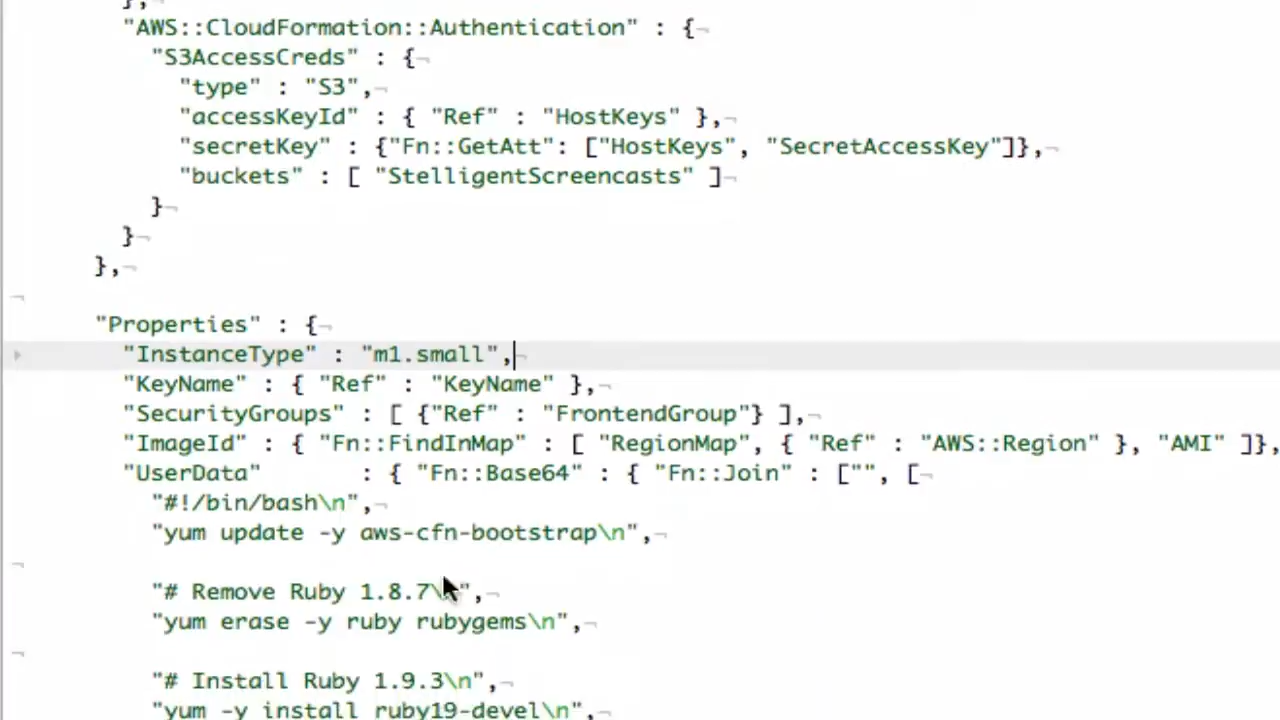 },
"AWS::CloudFormation::Authentication" : {¬
"S3AccessCreds" : {¬
"type" : "S3",¬
"accessKeyId" : { "Ref" : "HostKeys" },¬
"secretKey" : {"Fn::GetAtt": ["HostKeys", "SecretAccessKey"]},¬
"buckets" : [ "StelligentScreencasts" ]¬
}¬
}¬
},¬
¬
"Properties" : {¬
"InstanceType" : "m1.small",¬
"KeyName" : { "Ref" : "KeyName" },¬
"SecurityGroups" : [ {"Ref" : "FrontendGroup"} ],¬
"ImageId" : { "Fn::FindInMap" : [ "RegionMap", { "Ref" : "AWS::Region" }, "AMI" ]},
"UserData" : { "Fn::Base64" : { "Fn::Join" : ["", [¬
"#!/bin/bash\n",¬
"yum update -y aws-cfn-bootstrap\n",¬
¬
"# Remove Ruby 1.8.7\n",¬
"yum erase -y ruby rubygems\n",¬
¬
"# Install Ruby 1.9.3\n",¬
"yum -y install ruby19-devel\n",¬